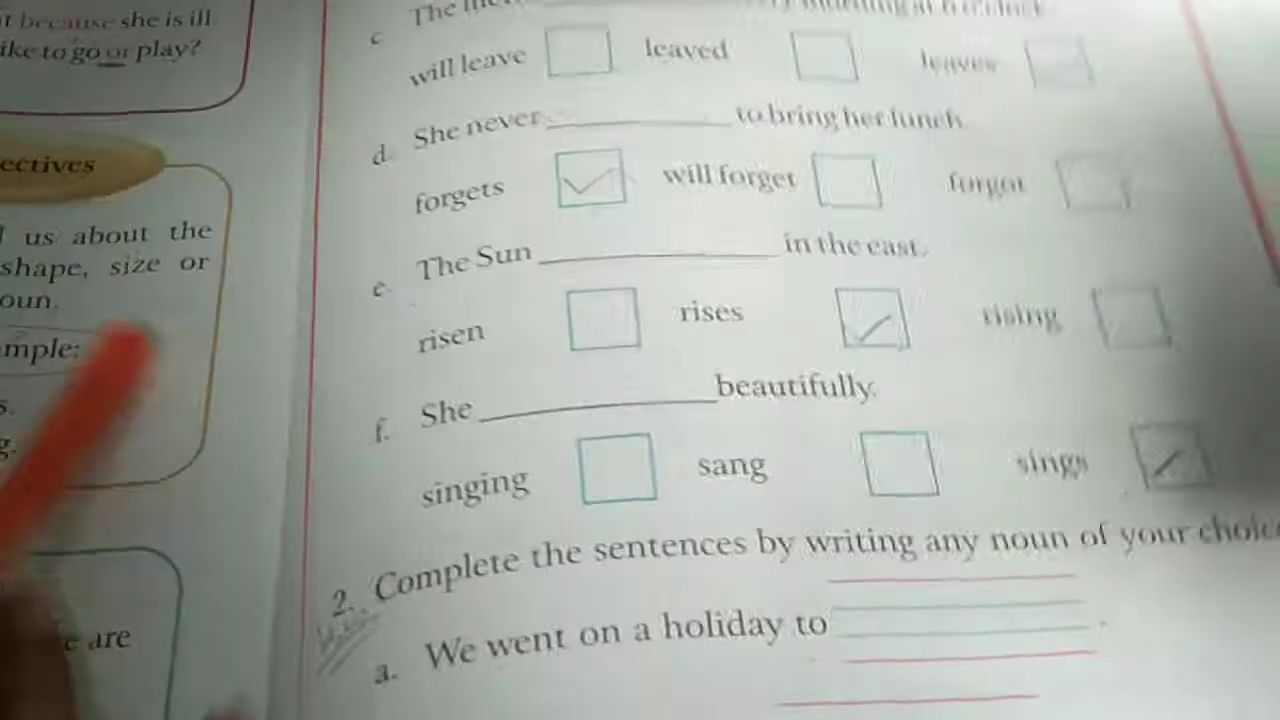 t because she is ill
ike to go or play?
ectives
us about the
shape, size or
oun.
mple:
s.
g.
are
c The
will leave leaved leaves
d. She never to bring her lunch.
forgets will forget forgot
e. The Sun in the east.
risen rises rising
f. She beautifully.
singing sang sings
2. Complete the sentences by writing any noun of your choice
a. We went on a holiday to .